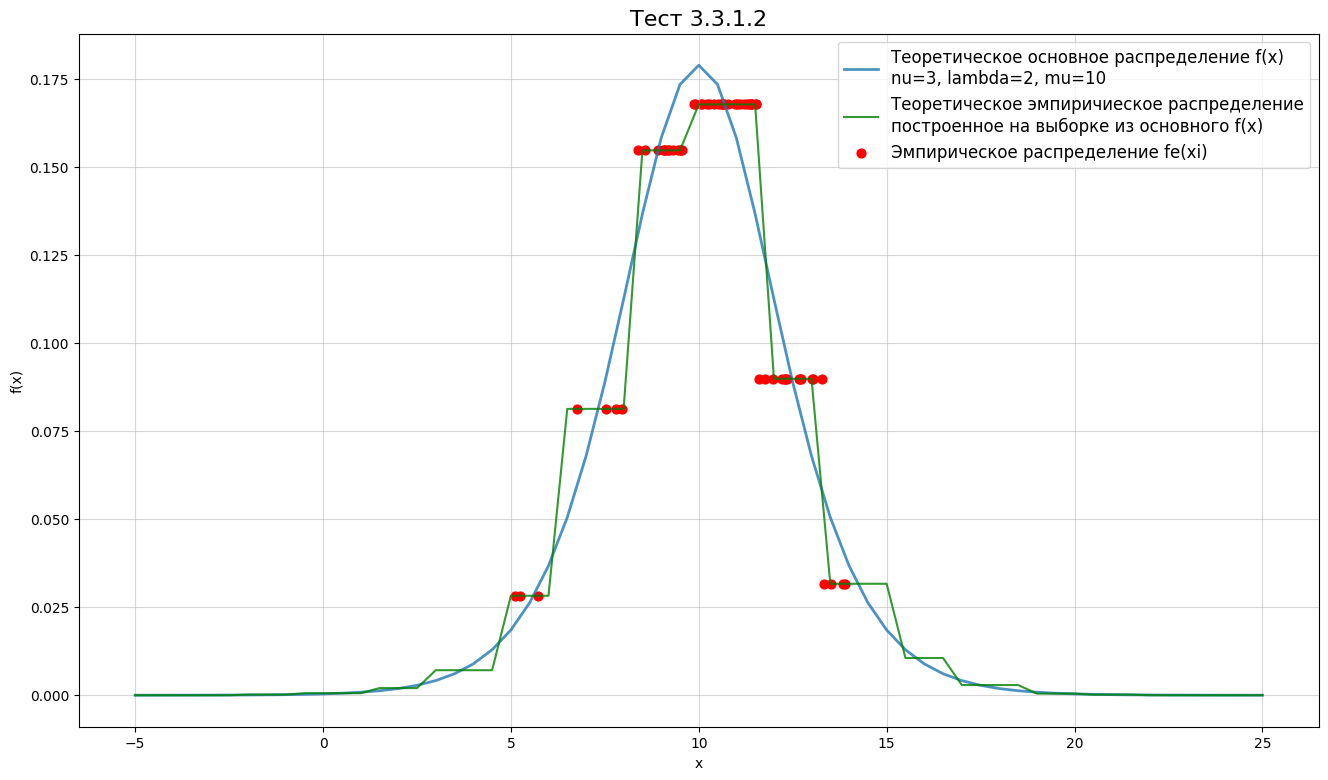 Тест 3.3.1.2
Теоретическое основное распределение f(x)
nu=3, lambda=2, mu=10
Теоретическое эмпиричиеское распределение
построенное на выборке из основного f(x)
Эмпирическое распределение fe(xi)
f(x)
0.175
0.150
0.125
0.100
0.075
0.050
0.025
0.000
−5
0
5
10
15
20
25
x